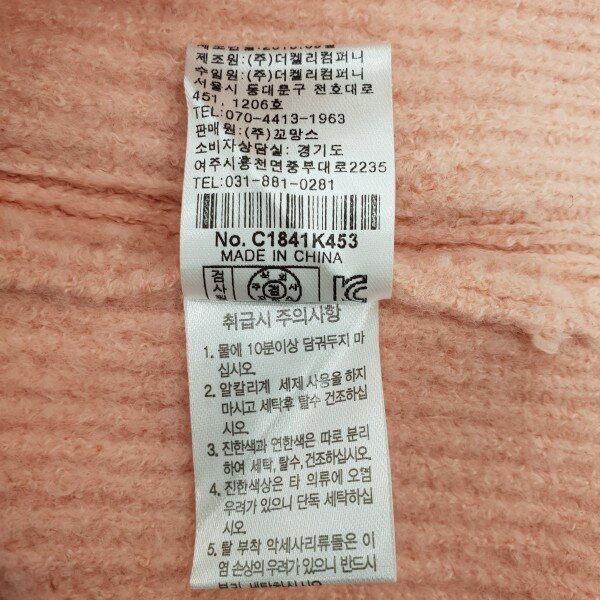 제조원:(주)더켈리컴퍼니
수입원:(주)더켈리컴퍼니
서울시 동대문구 천호대로
451, 1206호
TEL:070-4413-1963
판매원:(주)꼬망스
소비자상담실: 경기도
여주시흥천면중부대로2235
TEL:031-881-0281
No. C1841K453
MADE IN CHINA
검사
검
취급시 주의사항
1. 물에 10분이상 담궈두지 마
십시오.
2. 알칼리계 세제 사용을 하지
마시고 세탁후 탈수 건조하십
시오.
3. 진한색과 연한색은 따로 분리
하여 세탁, 탈수, 건조하십시오.
4. 진한색상은 타 의류에 오염
우려가 있으니 단독 세탁하십
시오.
5. 탈 부착 악세사리류들은 이
염 손상의 우려가 있으니 반드시